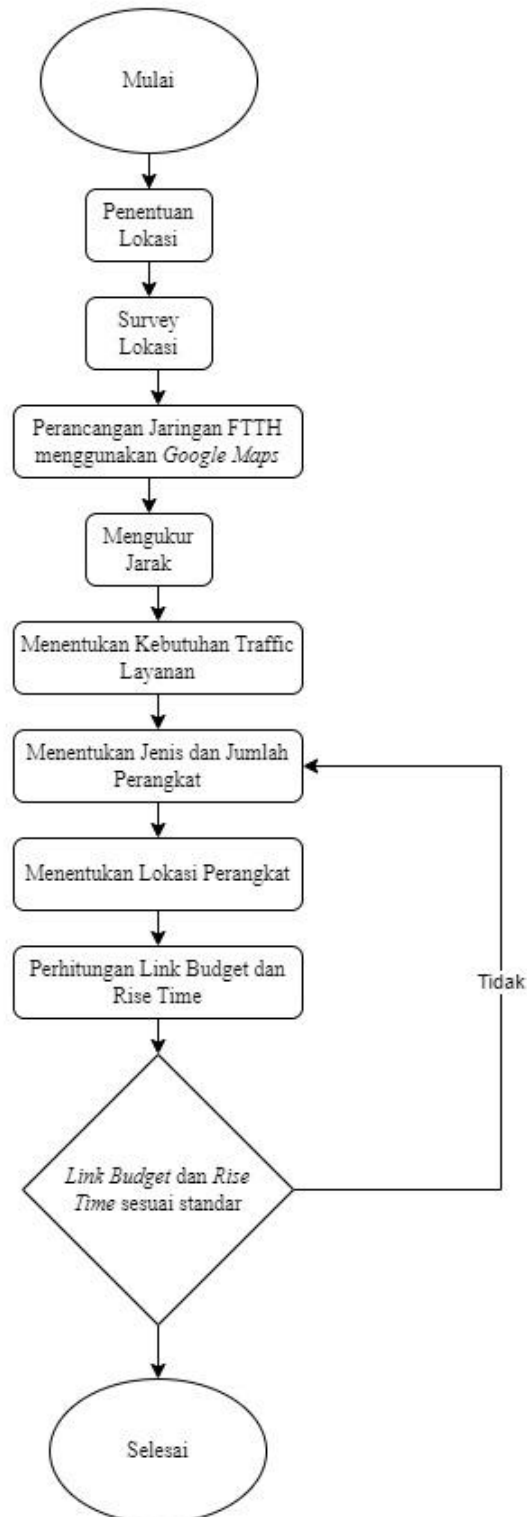 Mulai
Penentuan
Lokasi
Survey
Lokasi
Perancangan Jaringan FTTH
menggunakan Google Maps
Mengukur
Jarak
Menentukan Kebutuhan Traffic
Layanan
Menentukan Jenis dan Jumlah
Perangkat
Menentukan Lokasi Perangkat
Perhitungan Link Budget dan
Rise Time
Tidak
Link Budget dan Rise
Time sesuai standar
Selesai